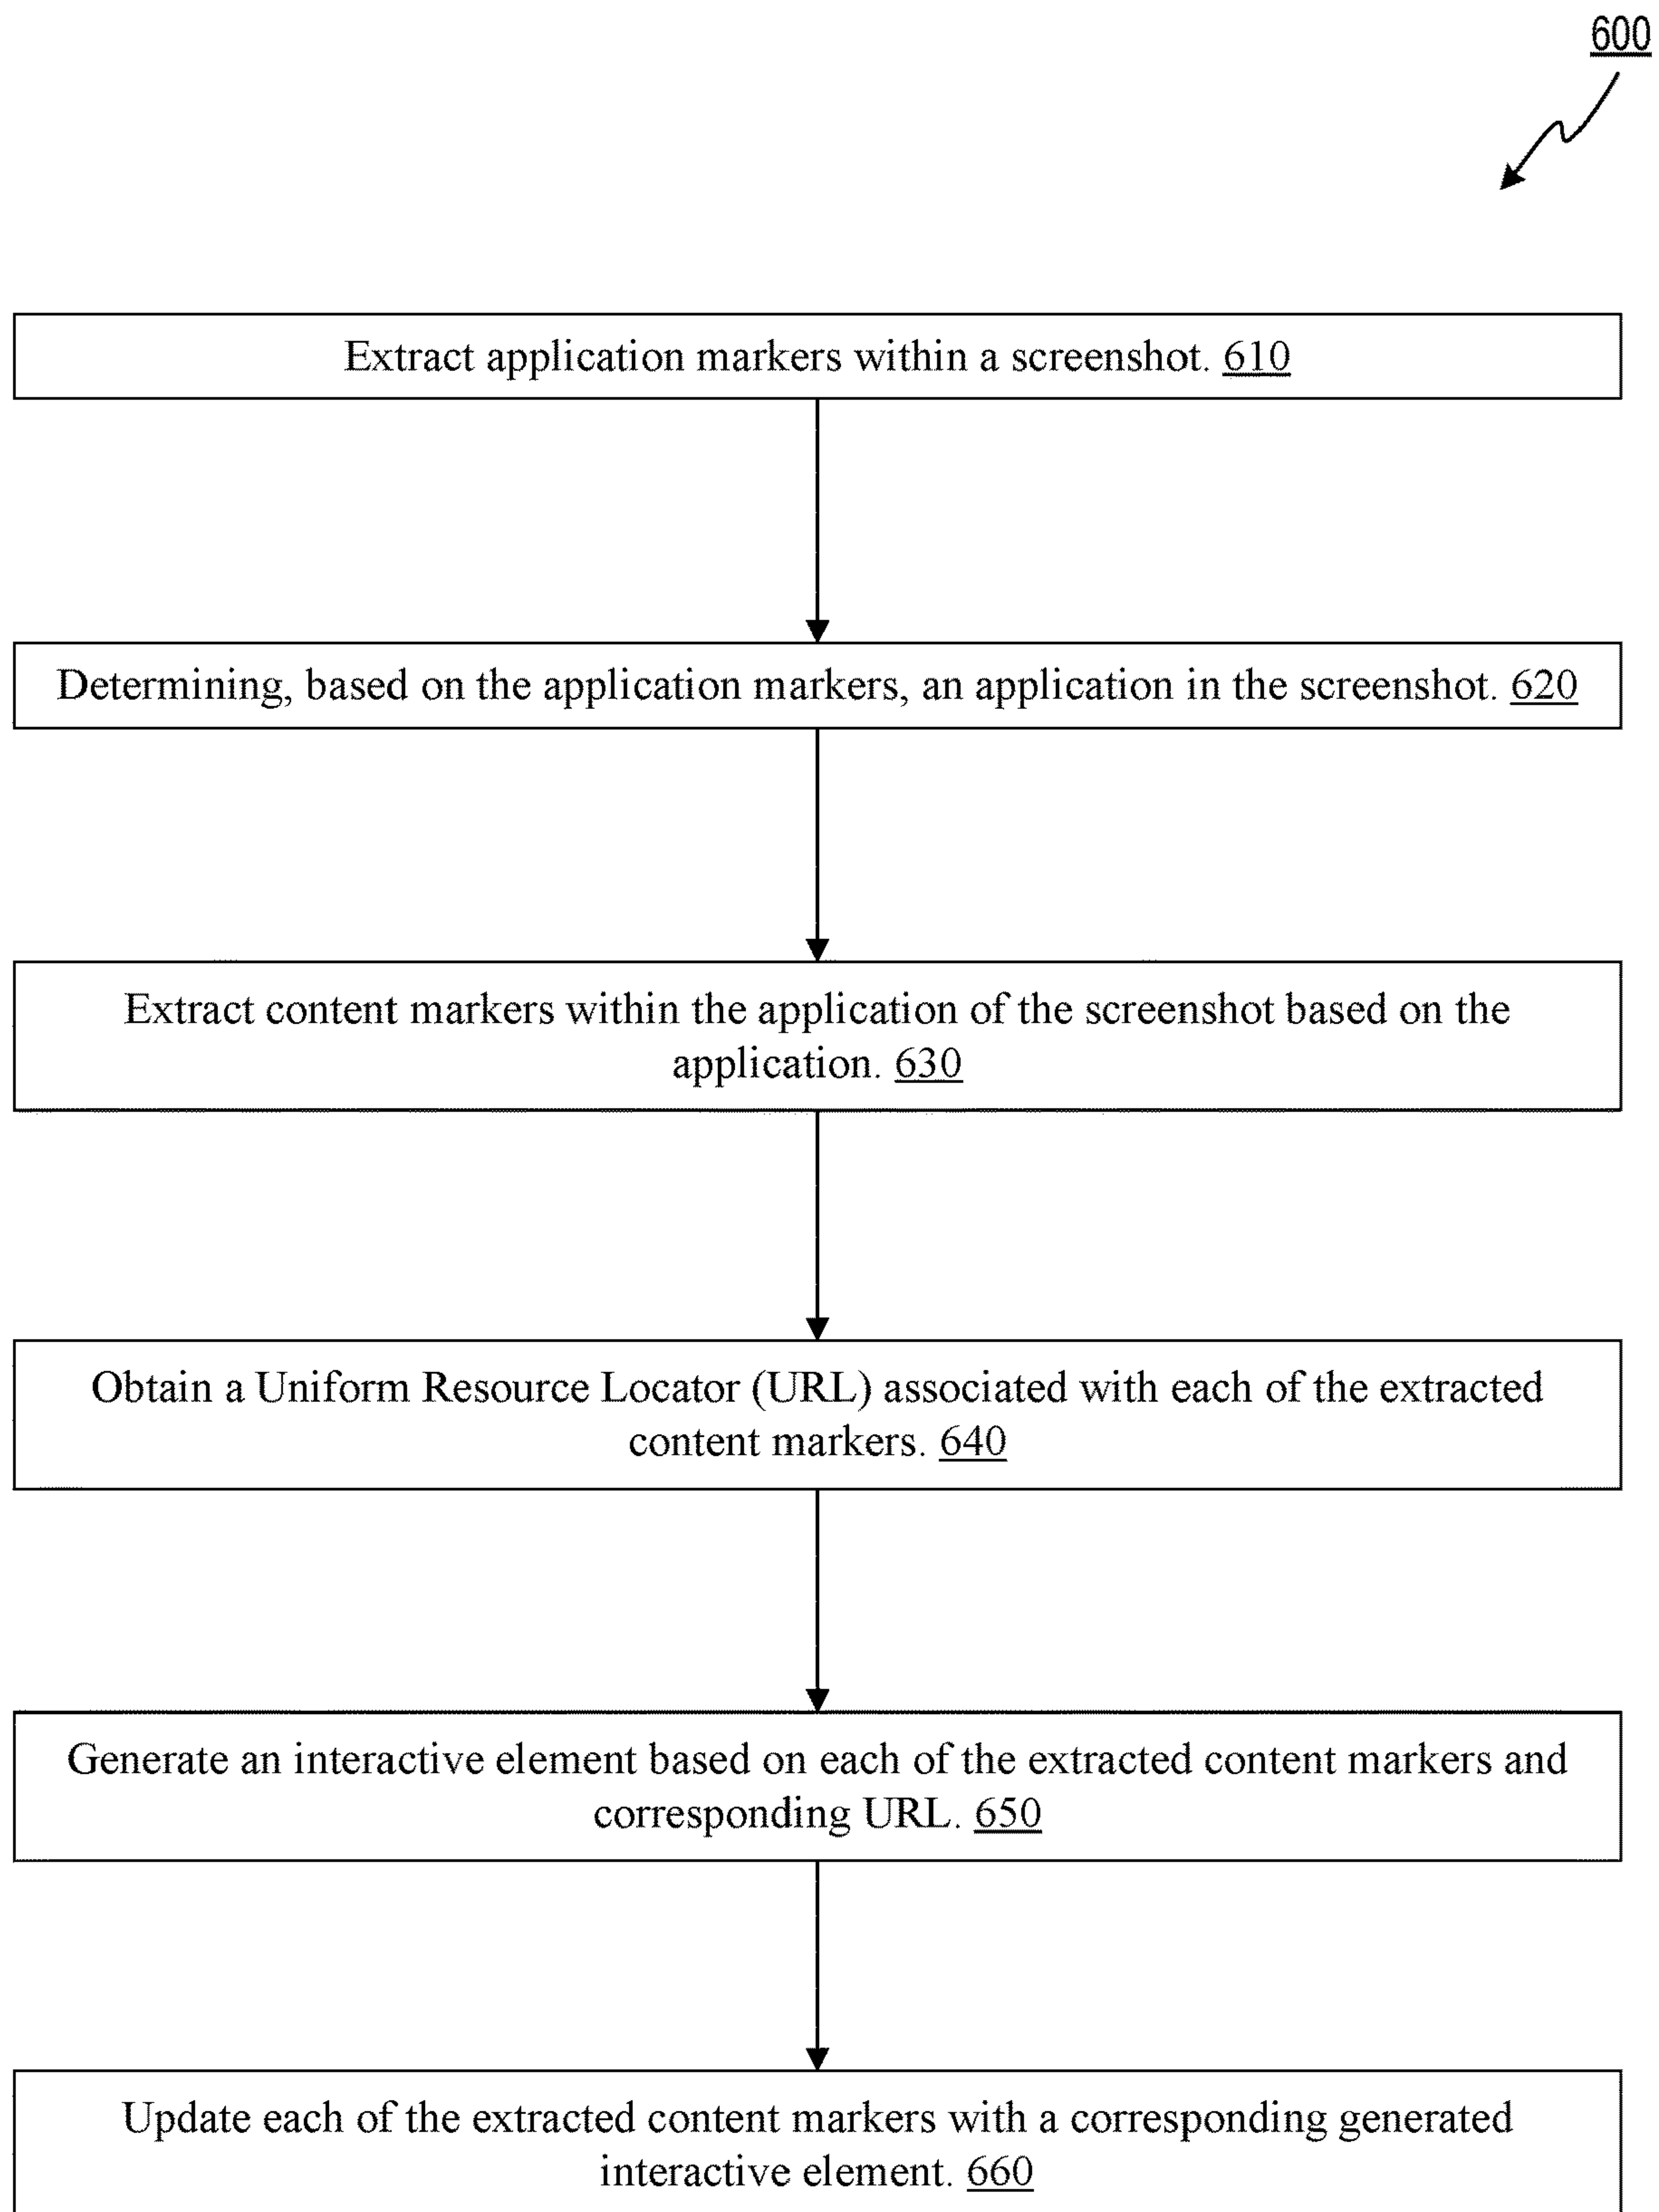 600
Extract application markers within a screenshot. 610
Determining, based on the application markers, an application in the screenshot. 620
Extract content markers within the application of the screenshot based on the
application. 630
Obtain a Uniform Resource Locator (URL) associated with each of the extracted
content markers. 640
Generate an interactive element based on each of the extracted content markers and
corresponding URL. 650
Update each of the extracted content markers with a corresponding generated
interactive element. 660